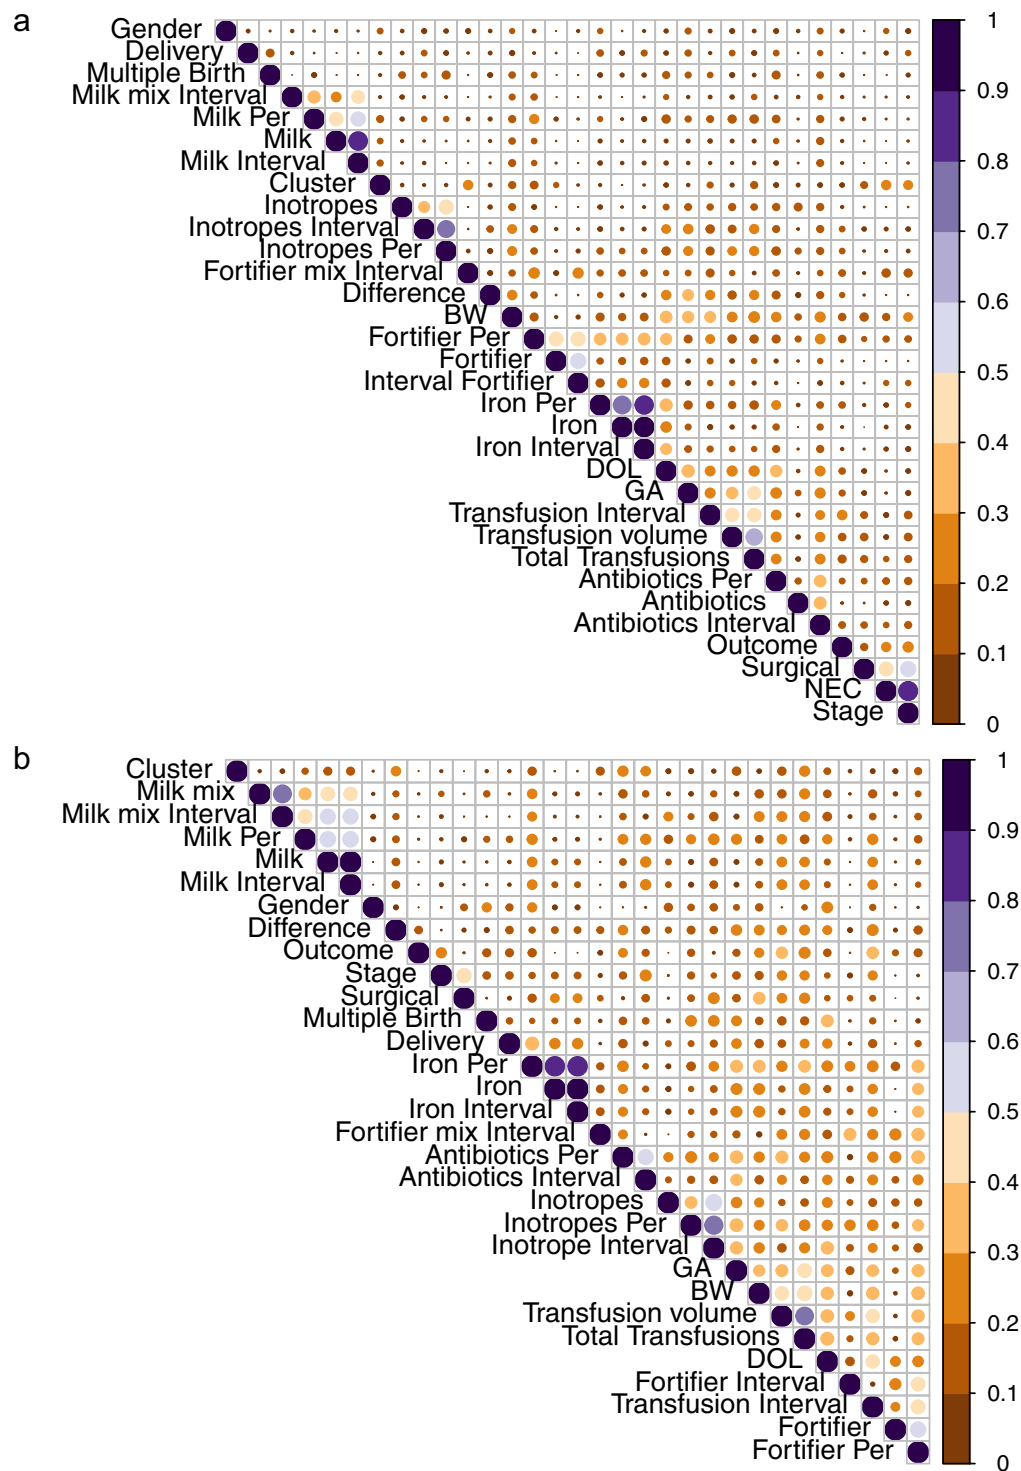 a
Gender
Delivery
Multiple Birth
Milk mix Interval
Milk Per
Milk
Milk Interval
Cluster
Inotropes
Inotropes Interval
Inotropes Per
Fortifier mix Interval
Difference
BW
Fortifier Per
Fortifier
Interval Fortifier
Iron Per
Iron
Iron Interval
DOL
GA
Transfusion Interval
Transfusion volume
Total Transfusions
Antibiotics Per
Antibiotics
Antibiotics Interval
Outcome
Surgical
NEC
Stage
1
0.9
0.8
0.7
0.6
0.5
0.4
0.3
0.2
0.1
0
b
Cluster
Milk mix
Milk mix Interval
Milk Per
Milk
Milk Interval
Gender
Difference
Outcome
Stage
Surgical
Multiple Birth
Delivery
Iron Per
Iron
Iron Interval
Fortifier mix Interval
Antibiotics Per
Antibiotics Interval
Inotropes
Inotropes Per
Inotrope Interval
GA
BW
Transfusion volume
Total Transfusions
DOL
Fortifier Interval
Transfusion Interval
Fortifier
Fortifier Per
1
0.9
0.8
0.7
0.6
0.5
0.4
0.3
0.2
0.1
0